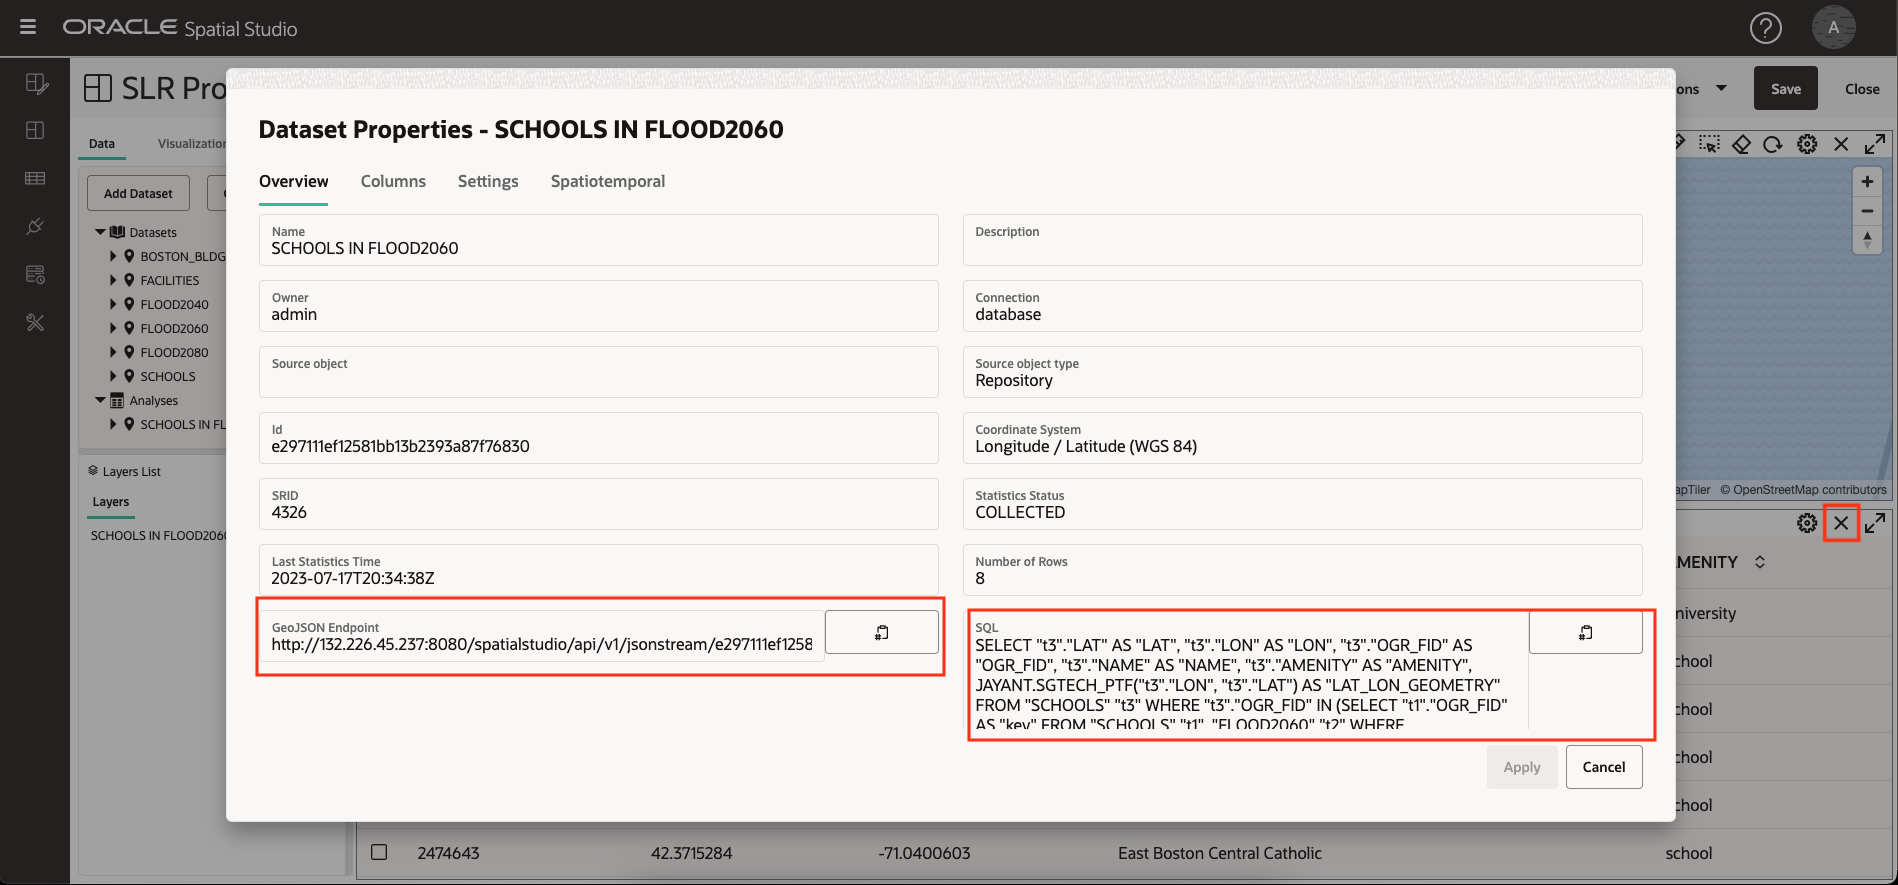 ORACLE Spatial Studio
?
A
SLR Pro
ons
Save
Close
Data
Visualization
Add Dataset
Datasets
BOSTON_BLDG
FACILITIES
FLOOD2040
FLOOD2060
FLOOD2080
SCHOOLS
Analyses
SCHOOLS IN FL
Layers List
Layers
SCHOOLS IN FLOOD2060
Dataset Properties - SCHOOLS IN FLOOD2060
Overview
Columns
Settings
Spatiotemporal
Name
SCHOOLS IN FLOOD2060
Description
Owner
admin
Connection
database
Source object
Source object type
Repository
Id
e297111ef12581bb13b2393a87f76830
Coordinate System
Longitude / Latitude (WGS 84)
SRID
4326
Statistics Status
COLLECTED
Last Statistics Time
2023-07-17T20:34:38Z
Number of Rows
8
GeoJSON Endpoint
http://132.226.45.237:8080/spatialstudio/api/v1/jsonstream/e297111ef1258
SQL
SELECT "t3"."LAT" AS "LAT", "t3"."LON" AS "LON", "t3"."OGR_FID" AS
"OGR_FID", "t3"."NAME" AS "NAME", "t3"."AMENITY" AS "AMENITY",
JAYANT.SGTECH_PTF("t3"."LON", "t3"."LAT") AS "LAT_LON_GEOMETRY"
FROM "SCHOOLS" "t3" WHERE "t3"."OGR_FID" IN (SELECT "t1"."OGR_FID"
AS "key" FROM "SCHOOLS" "t1", "FLOOD2060" "t2" WHERE
Apply
Cancel
apTiler © OpenStreetMap contributors
MENITY
niversity
chool
chool
chool
chool
2474643
42.3715284
-71.0400603
East Boston Central Catholic
school